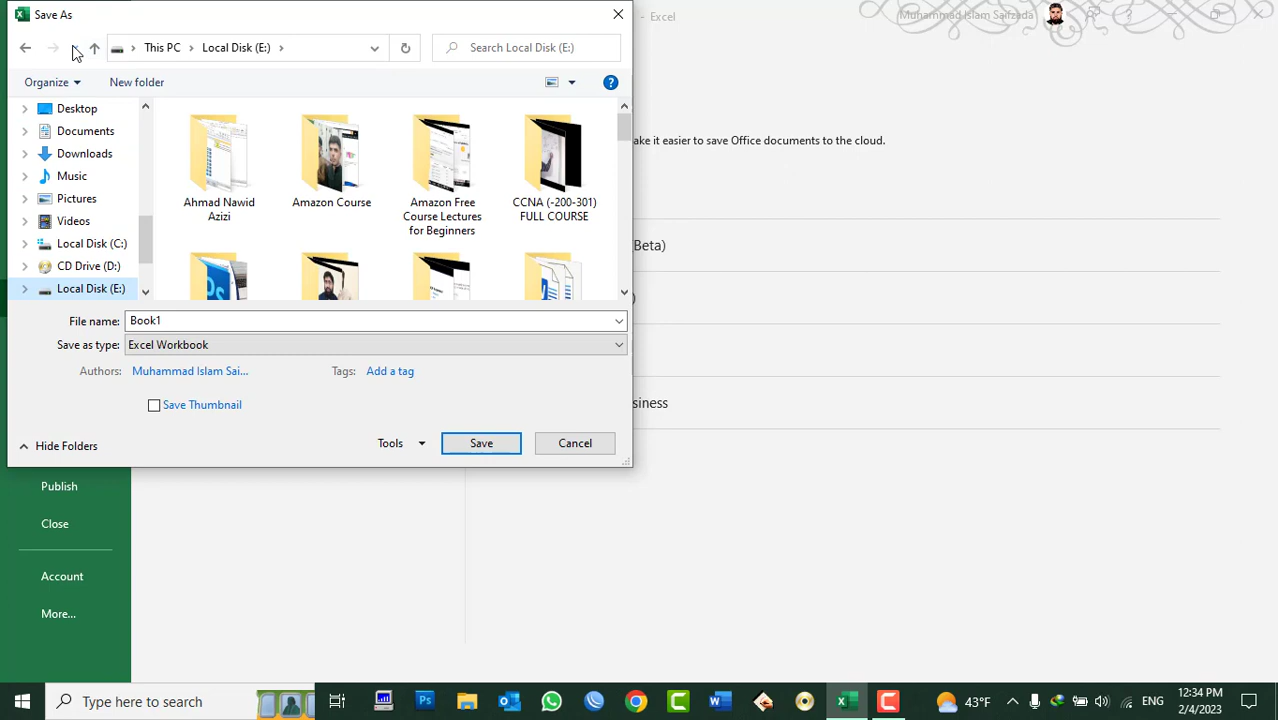 Save As
- Excel
Muhammad Islam Saifzada
?
This PC > Local Disk (E:) >
Search Local Disk (E:)
Organize
New folder
?
Desktop
Documents
Downloads
Music
Pictures
Videos
Local Disk (C:)
CD Drive (D:)
Local Disk (E:)
Ahmad Nawid
Azizi
Amazon Course
Amazon Free
Course Lectures
for Beginners
CCNA (-200-301)
FULL COURSE
ake it easier to save Office documents to the cloud.
Beta)
)
siness
File name: Book1
Save as type: Excel Workbook
Authors: Muhammad Islam Sai...
Tags: Add a tag
Save Thumbnail
Hide Folders
Tools
Save
Cancel
Publish
Close
Account
More...
Type here to search
43°F
ENG
12:34 PM
2/4/2023